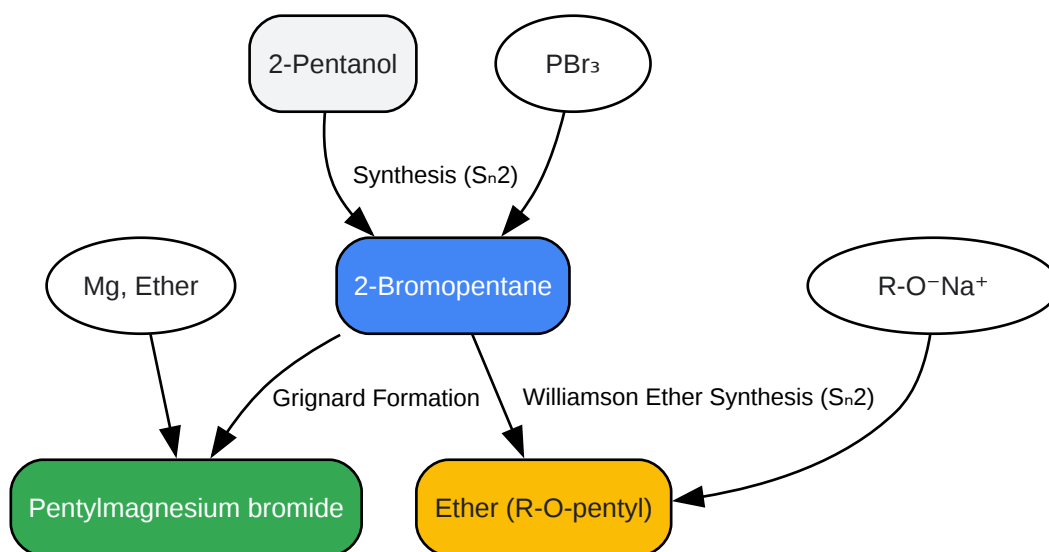 2-Pentanol
PBr₃
Synthesis (Sₙ2)
Mg, Ether
2-Bromopentane
R-O⁻Na⁺
Grignard Formation
Williamson Ether Synthesis (Sₙ2)
Pentylmagnesium bromide
Ether (R-O-pentyl)